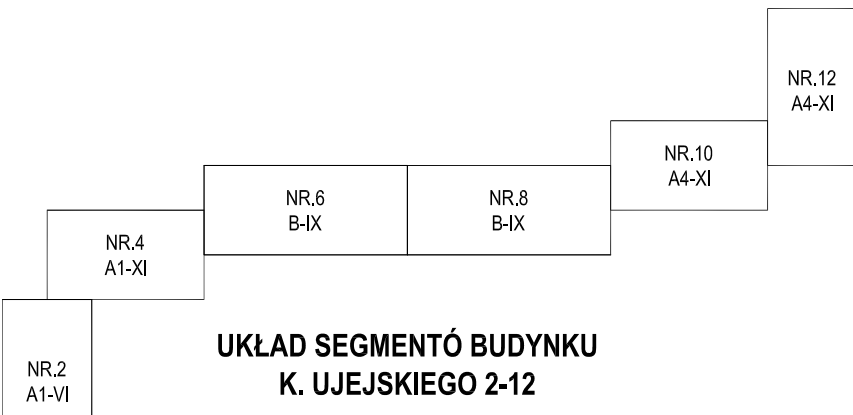 NR.12
A4-XI
NR.10
A4-XI
NR.6
B-IX
NR.8
B-IX
NR.4
A1-XI
NR.2
A1-VI
UKŁAD SEGMENTÓ BUDYNKU
K. UJEJSKIEGO 2-12